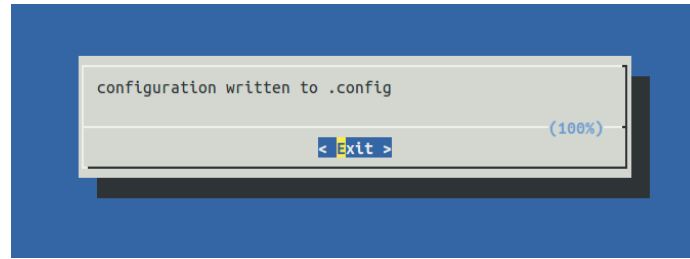 configuration written to .config
(100%)
< Exit >